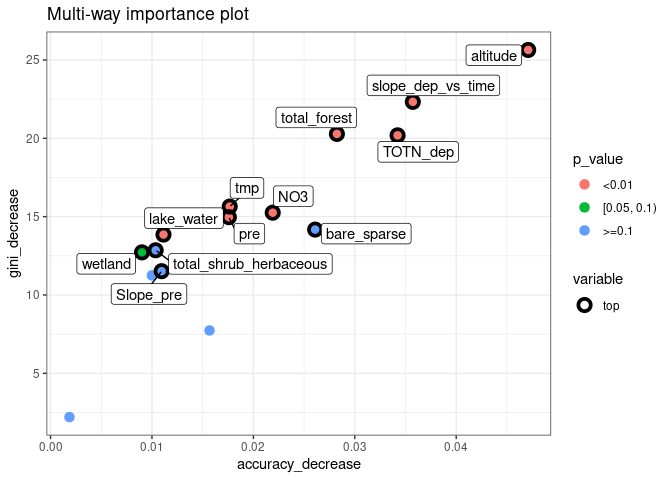 Multi-way importance plot
gini_decrease
25
20
15
10
5
altitude
slope_dep_vs_time
total_forest
TOTN_dep
tmp
NO3
lake_water
pre
bare_sparse
wetland
total_shrub_herbaceous
Slope_pre
0.00
0.01
0.02
0.03
0.04
accuracy_decrease
p_value
<0.01
[0.05, 0.1)
>=0.1
variable
top